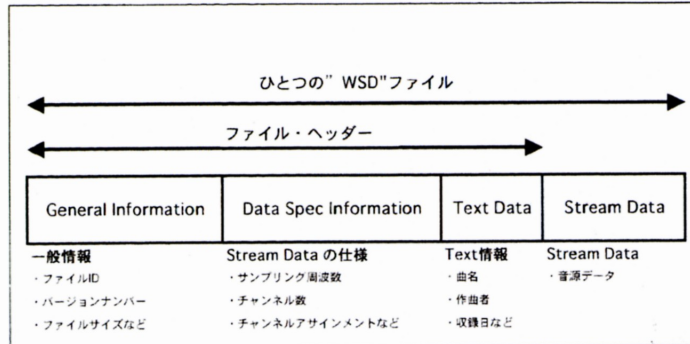 ひとつの”WSD"ファイル
ファイル・ヘッダー
General Information
Data Spec Information
Text Data
Stream Data
一般情報
・ファイルID
・バージョンナンバー
・ファイルサイズなど
Stream Data の仕様
・サンプリング周波数
・チャンネル数
・チャンネルアサインメントなど
Text情報
・曲名
・作曲者
・収録日など
Stream Data
・音源データ